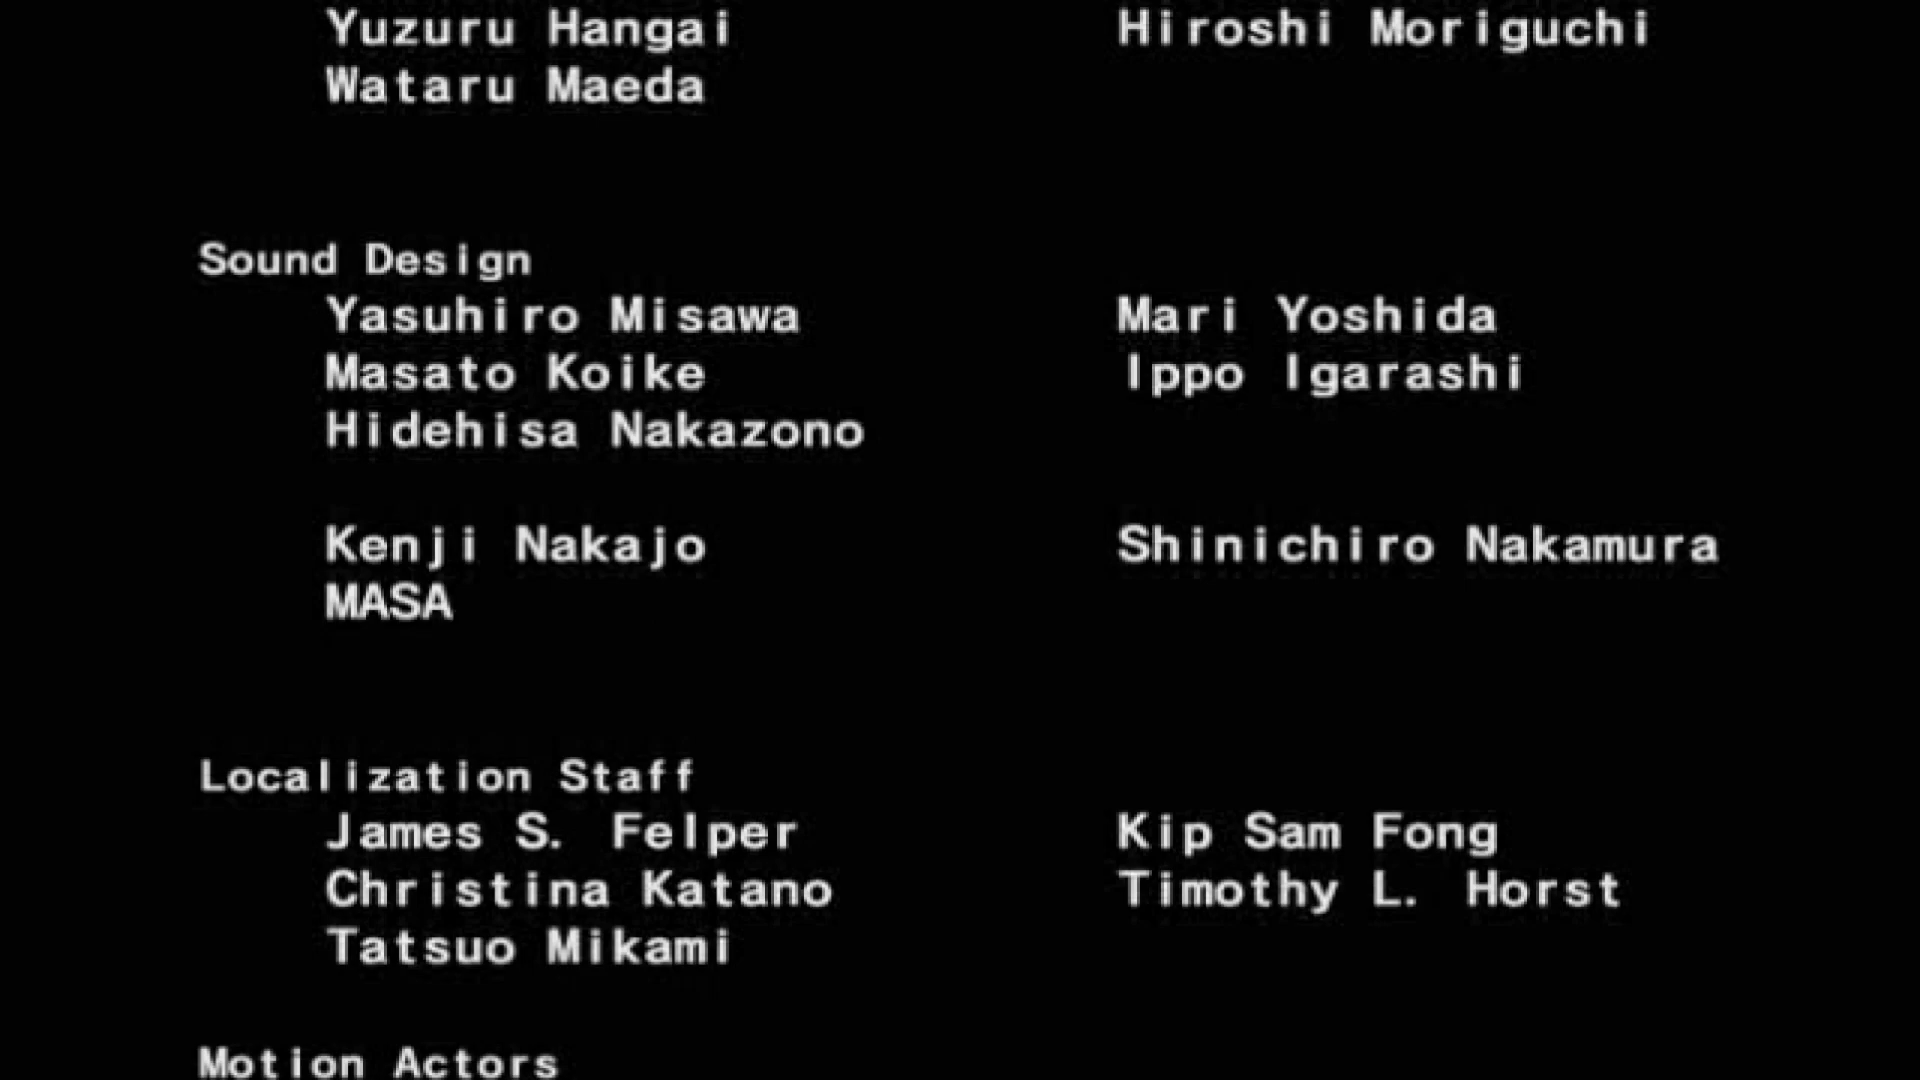 Yuzuru Hangai Hiroshi Moriguchi
Wataru Maeda
Sound Design
Yasuhiro Misawa Mari Yoshida
Masato Koike Ippo Igarashi
Hidehisa Nakazono
Kenji Nakajo Shinichiro Nakamura
MASA
Localization Staff
James S. Felper Kip Sam Fong
Christina Katano Timothy L. Horst
Tatsuo Mikami
Motion Actors